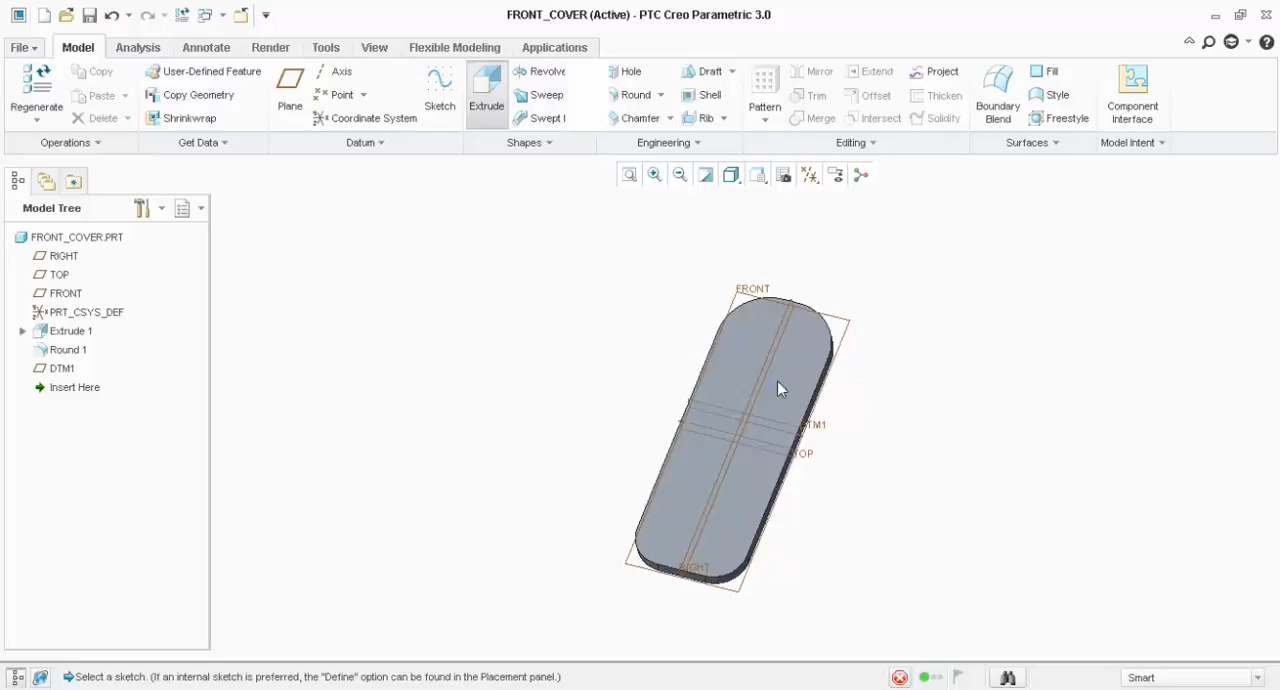 FRONT_COVER (Active) - PTC Creo Parametric 3.0
File Model Analysis Annotate Render Tools View Flexible Modeling Applications
Regenerate
Copy
Paste
Delete
Operations
User-Defined Feature
Copy Geometry
Shrinkwrap
Get Data
Plane
Axis
Point
Coordinate System
Sketch
Datum
Extrude
Revolve
Sweep
Swept l
Shapes
Hole
Round
Chamfer
Draft
Shell
Rib
Engineering
Pattern
Mirror
Trim
Merge
Extend
Offset
Intersect
Project
Thicken
Solidify
Editing
Boundary
Blend
Fill
Style
Freestyle
Surfaces
Component
Interface
Model Intent
Model Tree
FRONT_COVER.PRT
RIGHT
TOP
FRONT
PRT_CSYS_DEF
Extrude 1
Round 1
DTM1
Insert Here
FRONT
DTM1
TOP
RIGHT
Select a sketch. (If an internal sketch is preferred, the "Define" option can be found in the Placement panel.)
Smart